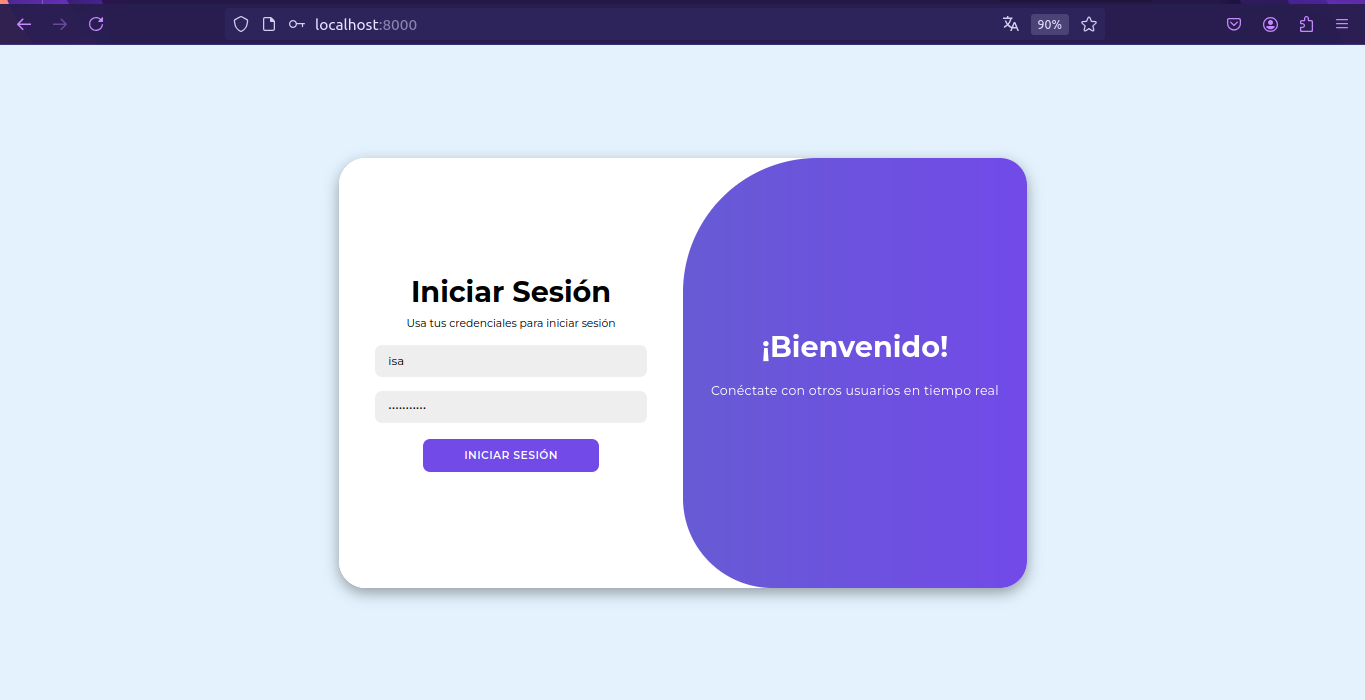 localhost:8000
90%
Iniciar Sesión
Usa tus credenciales para iniciar sesión
isa
•••••••••••
INICIAR SESIÓN
¡Bienvenido!
Conéctate con otros usuarios en tiempo real